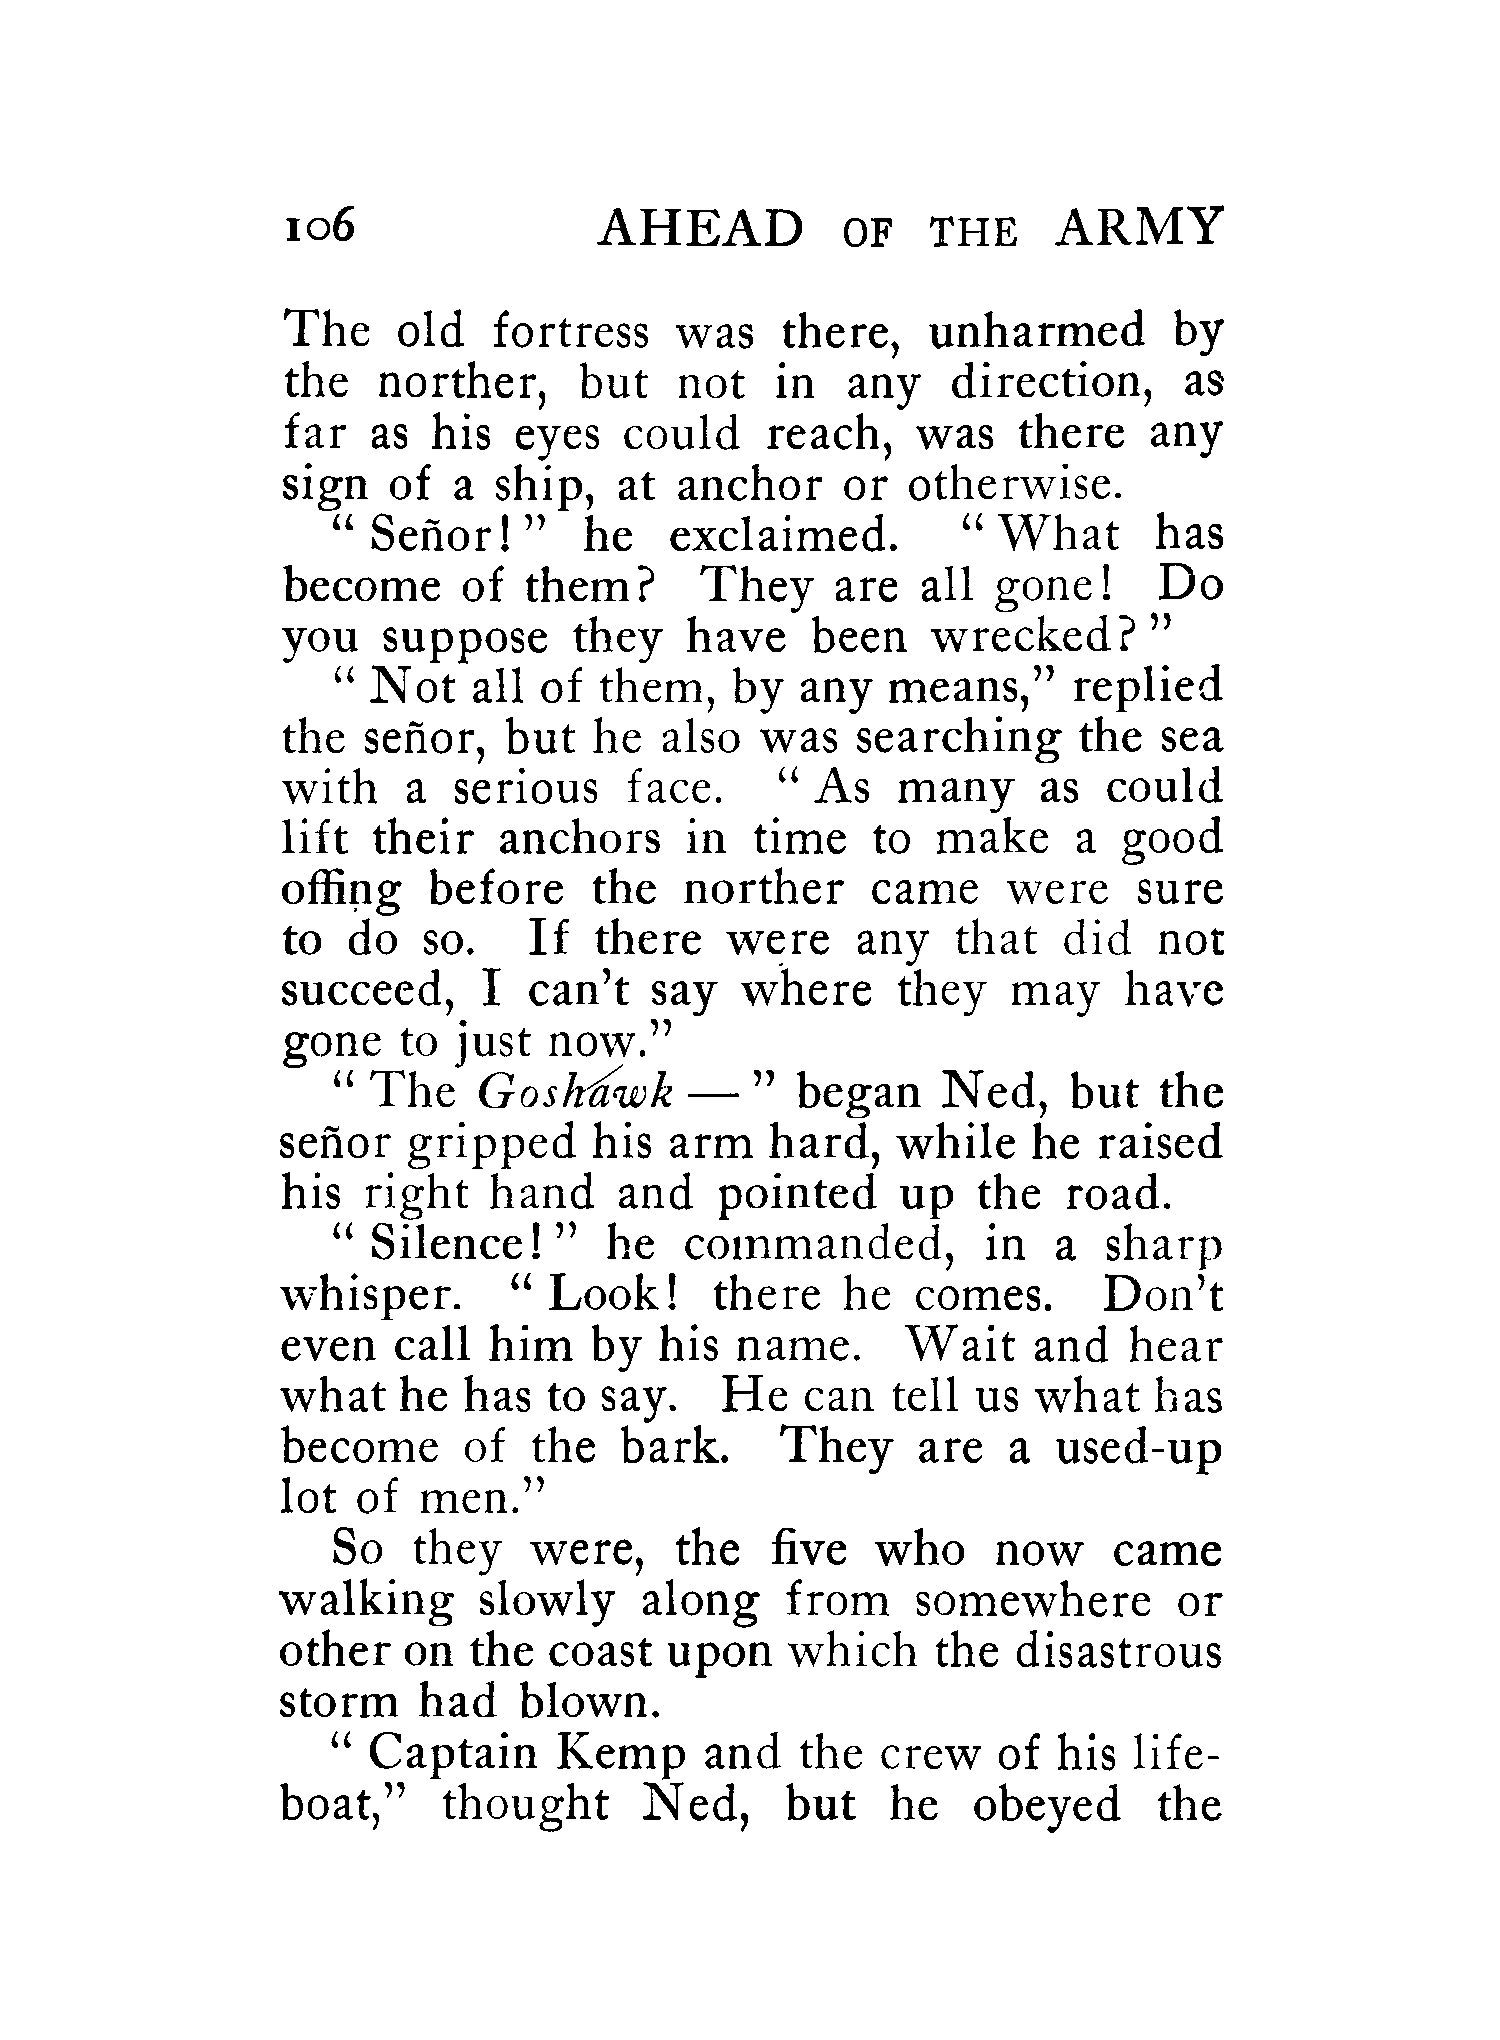 106 AHEAD OF THE ARMY
The old fortress was there, unharmed by
the norther, but not in any direction, as
far as his eyes could reach, was there any
sign of a ship, at anchor or otherwise.
“ Señor! ” he exclaimed. “ What has
become of them? They are all gone! Do
you suppose they have been wrecked? ”
“ Not all of them, by any means,” replied
the señor, but he also was searching the sea
with a serious face. “ As many as could
lift their anchors in time to make a good
offing before the norther came were sure
to do so. If there were any that did not
succeed, I can’t say where they may have
gone to just now.”
“ The Goshawk — ” began Ned, but the
señor gripped his arm hard, while he raised
his right hand and pointed up the road.
“ Silence! ” he commanded, in a sharp
whisper. “ Look! there he comes. Don’t
even call him by his name. Wait and hear
what he has to say. He can tell us what has
become of the bark. They are a used-up
lot of men.”
So they were, the five who now came
walking slowly along from somewhere or
other on the coast upon which the disastrous
storm had blown.
“ Captain Kemp and the crew of his life-
boat,” thought Ned, but he obeyed the